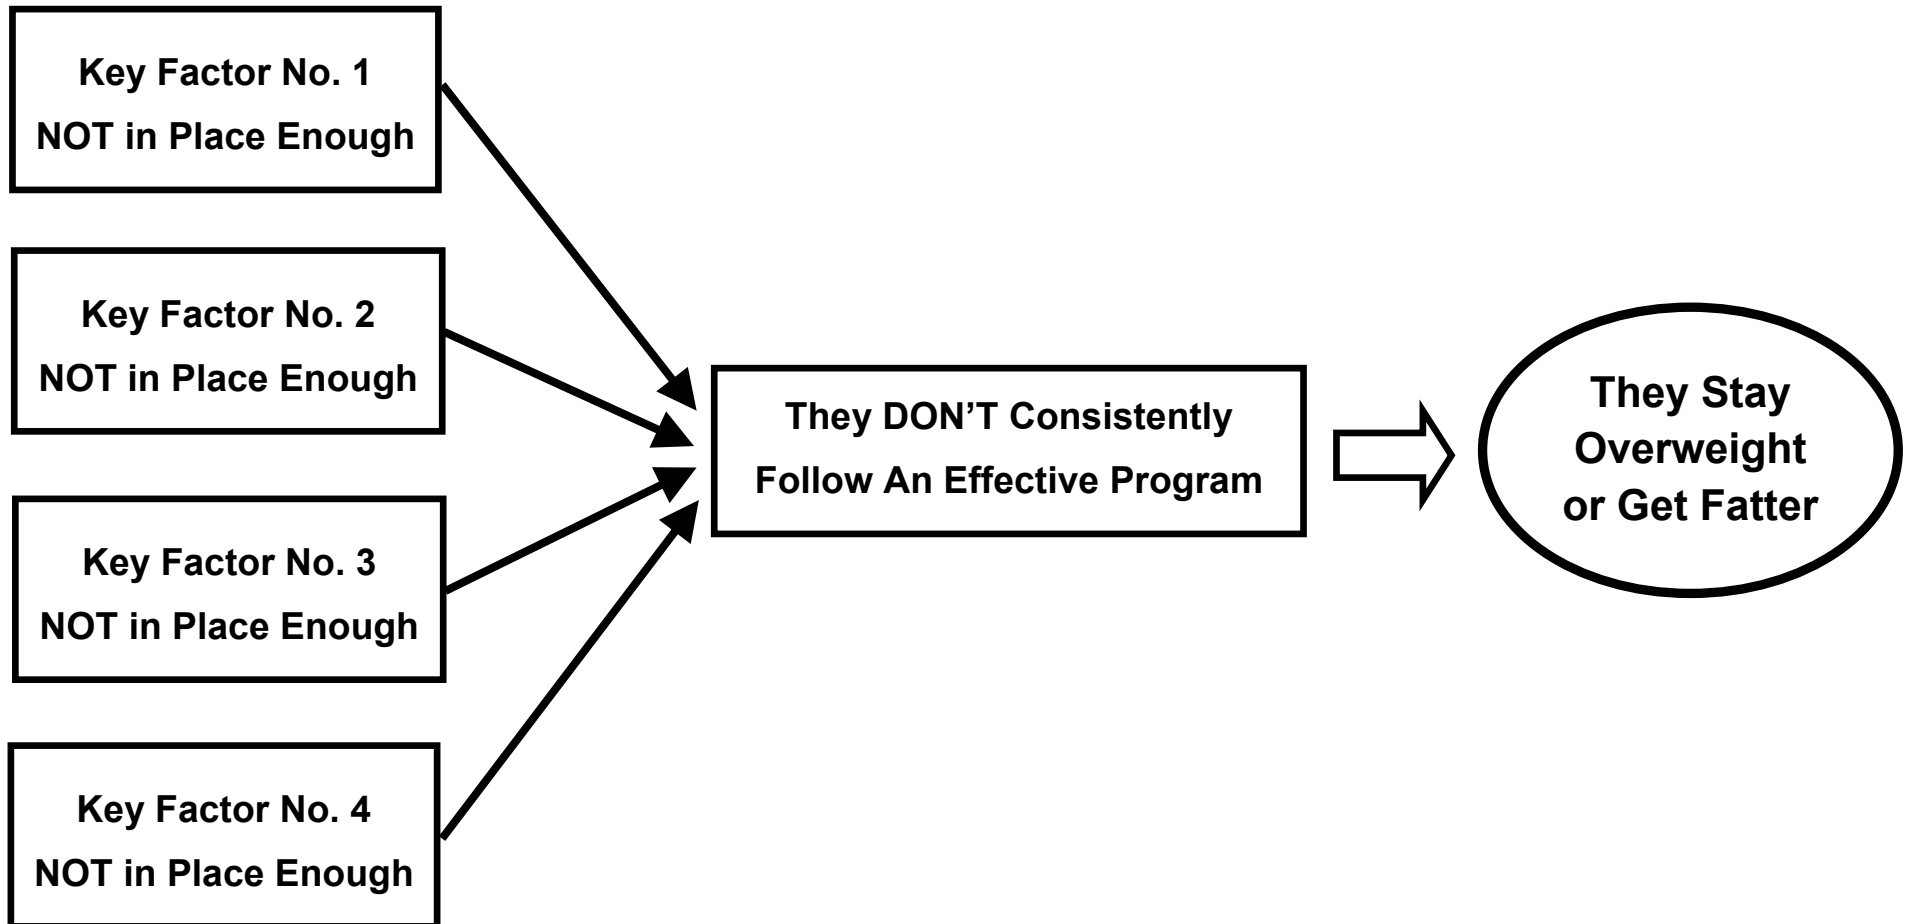 Key Factor No. 1
NOT in Place Enough
Key Factor No. 2
NOT in Place Enough
Key Factor No. 3
NOT in Place Enough
Key Factor No. 4
NOT in Place Enough
They DON’T Consistently
Follow An Effective Program
They Stay
Overweight
or Get Fatter